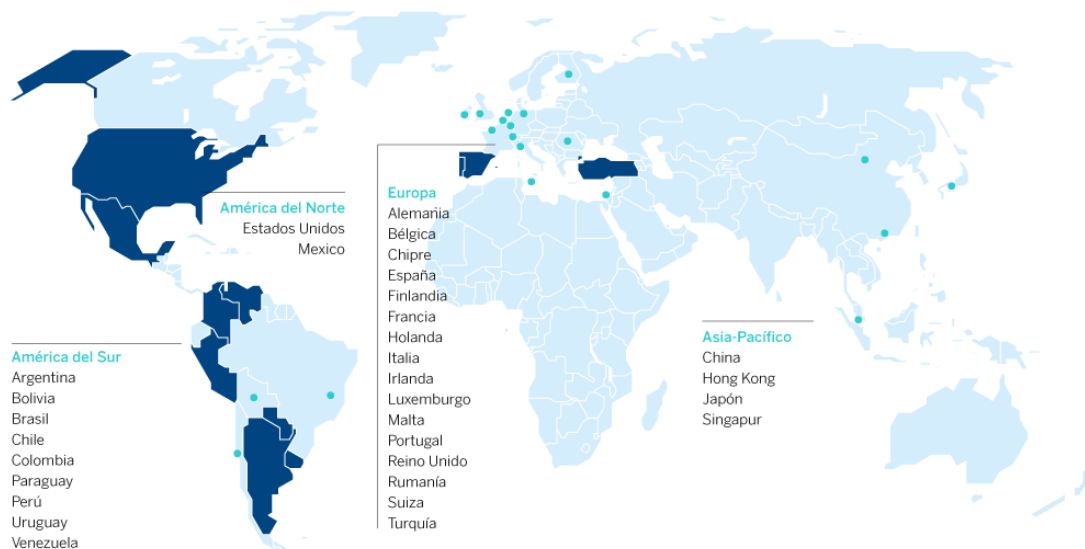 América del Norte
Estados Unidos
Mexico
América del Sur
Argentina
Bolivia
Brasil
Chile
Colombia
Paraguay
Perú
Uruguay
Venezuela
Europa
Alemania
Bélgica
Chipre
España
Finlandia
Francia
Holanda
Italia
Irlanda
Luxemburgo
Malta
Portugal
Reino Unido
Rumanía
Suiza
Turquía
Asia-Pacífico
China
Hong Kong
Japón
Singapur